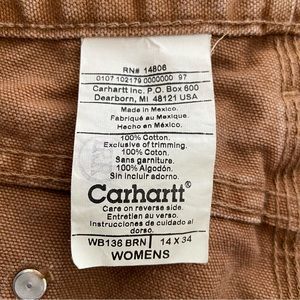 RN# 14806
0107 102179 0000000 97
Carhartt Inc. P.O. Box 600
Dearborn, MI 48121 USA
Made in Mexico.
Fabriqué au Mexique.
Hecho en México.
100% Cotton.
Exclusive of trimming.
100% Coton.
Sans garniture.
100% Algodón.
Sin incluir adorno.
Carhartt®
Care on reverse side.
Entretien au verso.
Instrucciones de cuidado al
dorso.
WB136 BRN 14 X 34
WOMENS